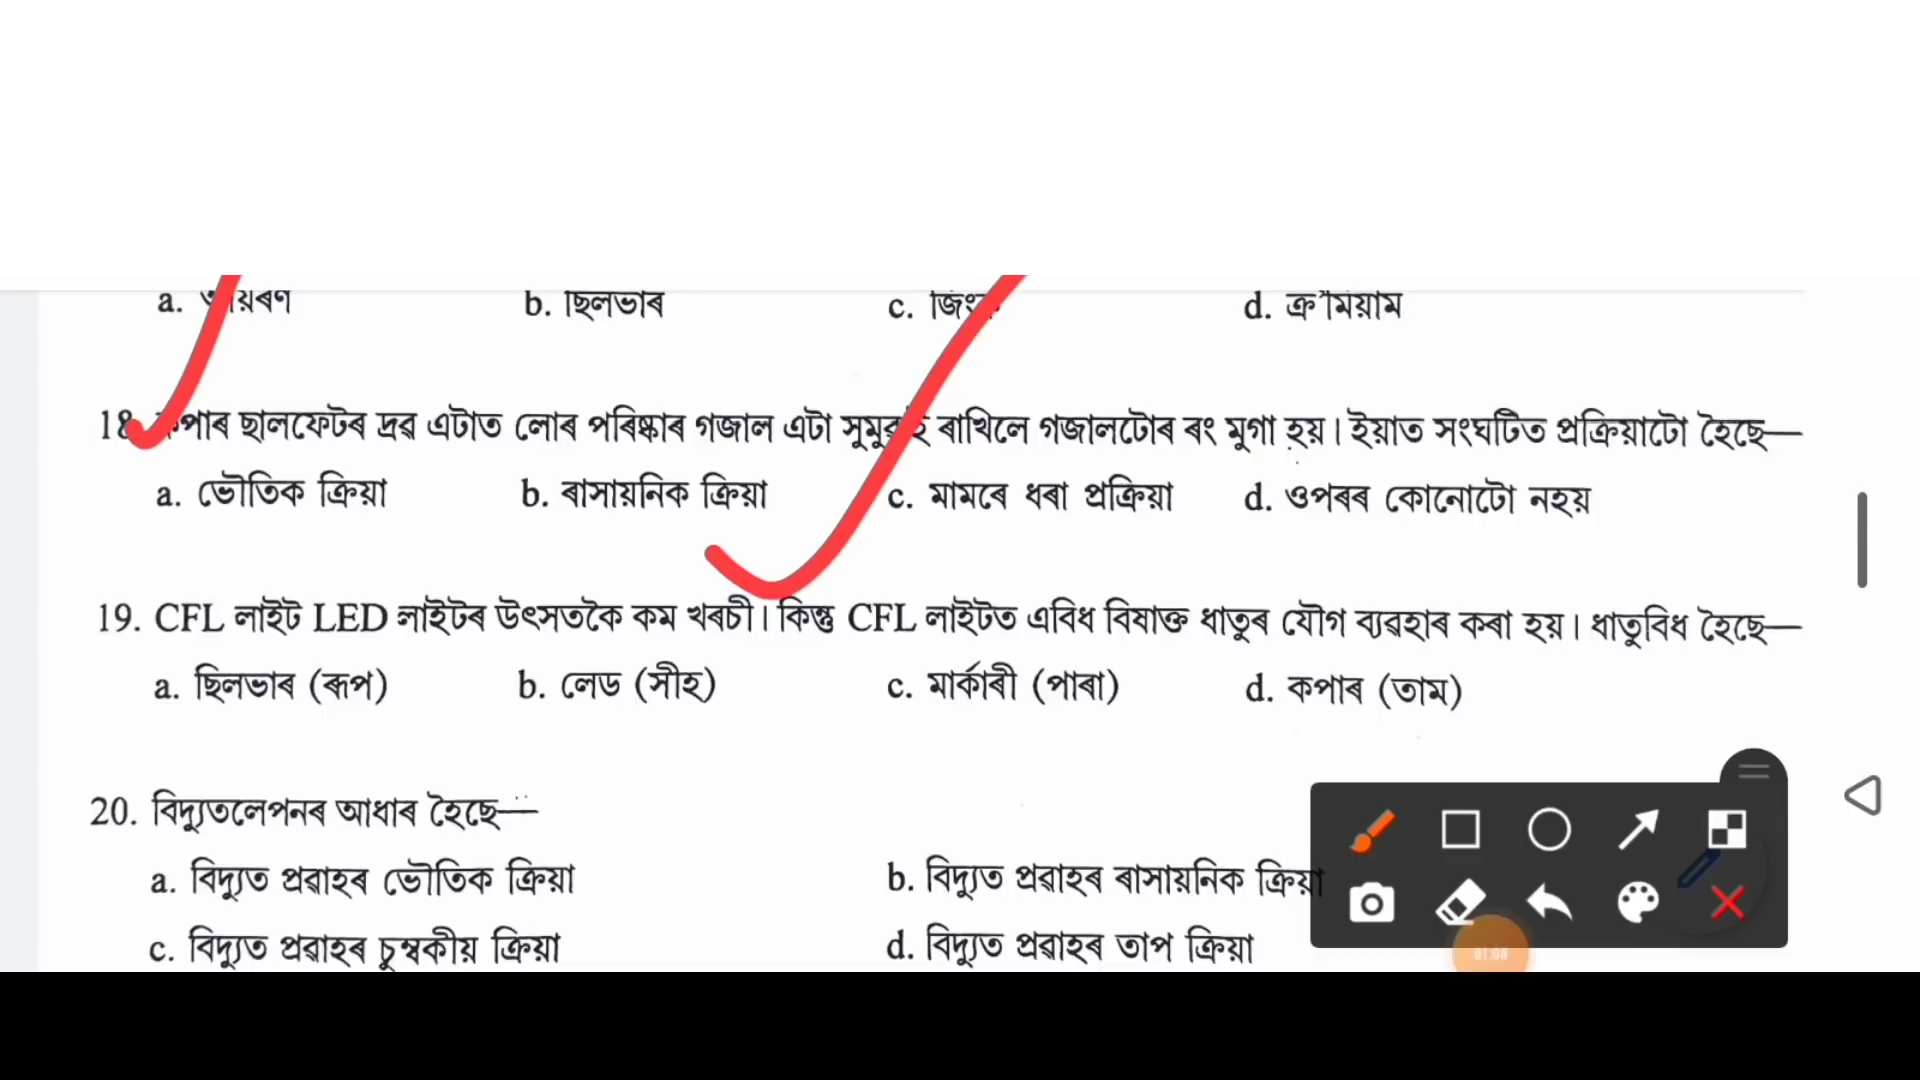 a. আয়ৰণ b. ছিলভাৰ c. জিংক d. ক্ৰ'মিয়াম
18. কপাৰ ছালফেটৰ দ্ৰৱ এটাত লোৰ পৰিষ্কাৰ গজাল এটা সুমুৱাই ৰাখিলে গজালটোৰ ৰং মুগা হয়। ইয়াত সংঘটিত প্ৰক্ৰিয়াটো হৈছে—
a. ভৌতিক ক্ৰিয়া b. ৰাসায়নিক ক্ৰিয়া c. মামৰে ধৰা প্ৰক্ৰিয়া d. ওপৰৰ কোনোটো নহয়
19. CFL লাইট LED লাইটৰ উৎসতকৈ কম খৰচী। কিন্তু CFL লাইটত এবিধ বিষাক্ত ধাতুৰ যৌগ ব্যৱহাৰ কৰা হয়। ধাতুবিধ হৈছে—
a. ছিলভাৰ (ৰূপ) b. লেড (সীহ) c. মাৰ্কাৰী (পাৰা) d. কপাৰ (তাম)
20. বিদ্যুতলেপনৰ আধাৰ হৈছে—
a. বিদ্যুত প্ৰৱাহৰ ভৌতিক ক্ৰিয়া b. বিদ্যুত প্ৰৱাহৰ ৰাসায়নিক ক্ৰিয়া
c. বিদ্যুত প্ৰৱাহৰ চুম্বকীয় ক্ৰিয়া d. বিদ্যুত প্ৰৱাহৰ তাপ ক্ৰিয়া
01:08